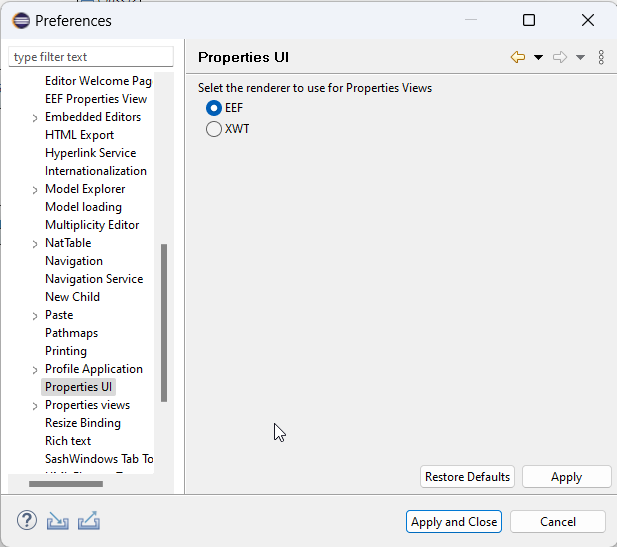 Preferences
type filter text
Editor Welcome Pag
EEF Properties View
Embedded Editors
HTML Export
Hyperlink Service
Internationalization
Model Explorer
Model loading
Multiplicity Editor
NatTable
Navigation
Navigation Service
New Child
Paste
Pathmaps
Printing
Profile Application
Properties UI
Properties views
Resize Binding
Rich text
SashWindows Tab To
Properties UI
Selet the renderer to use for Properties Views
EEF
XWT
Restore Defaults
Apply
Apply and Close
Cancel